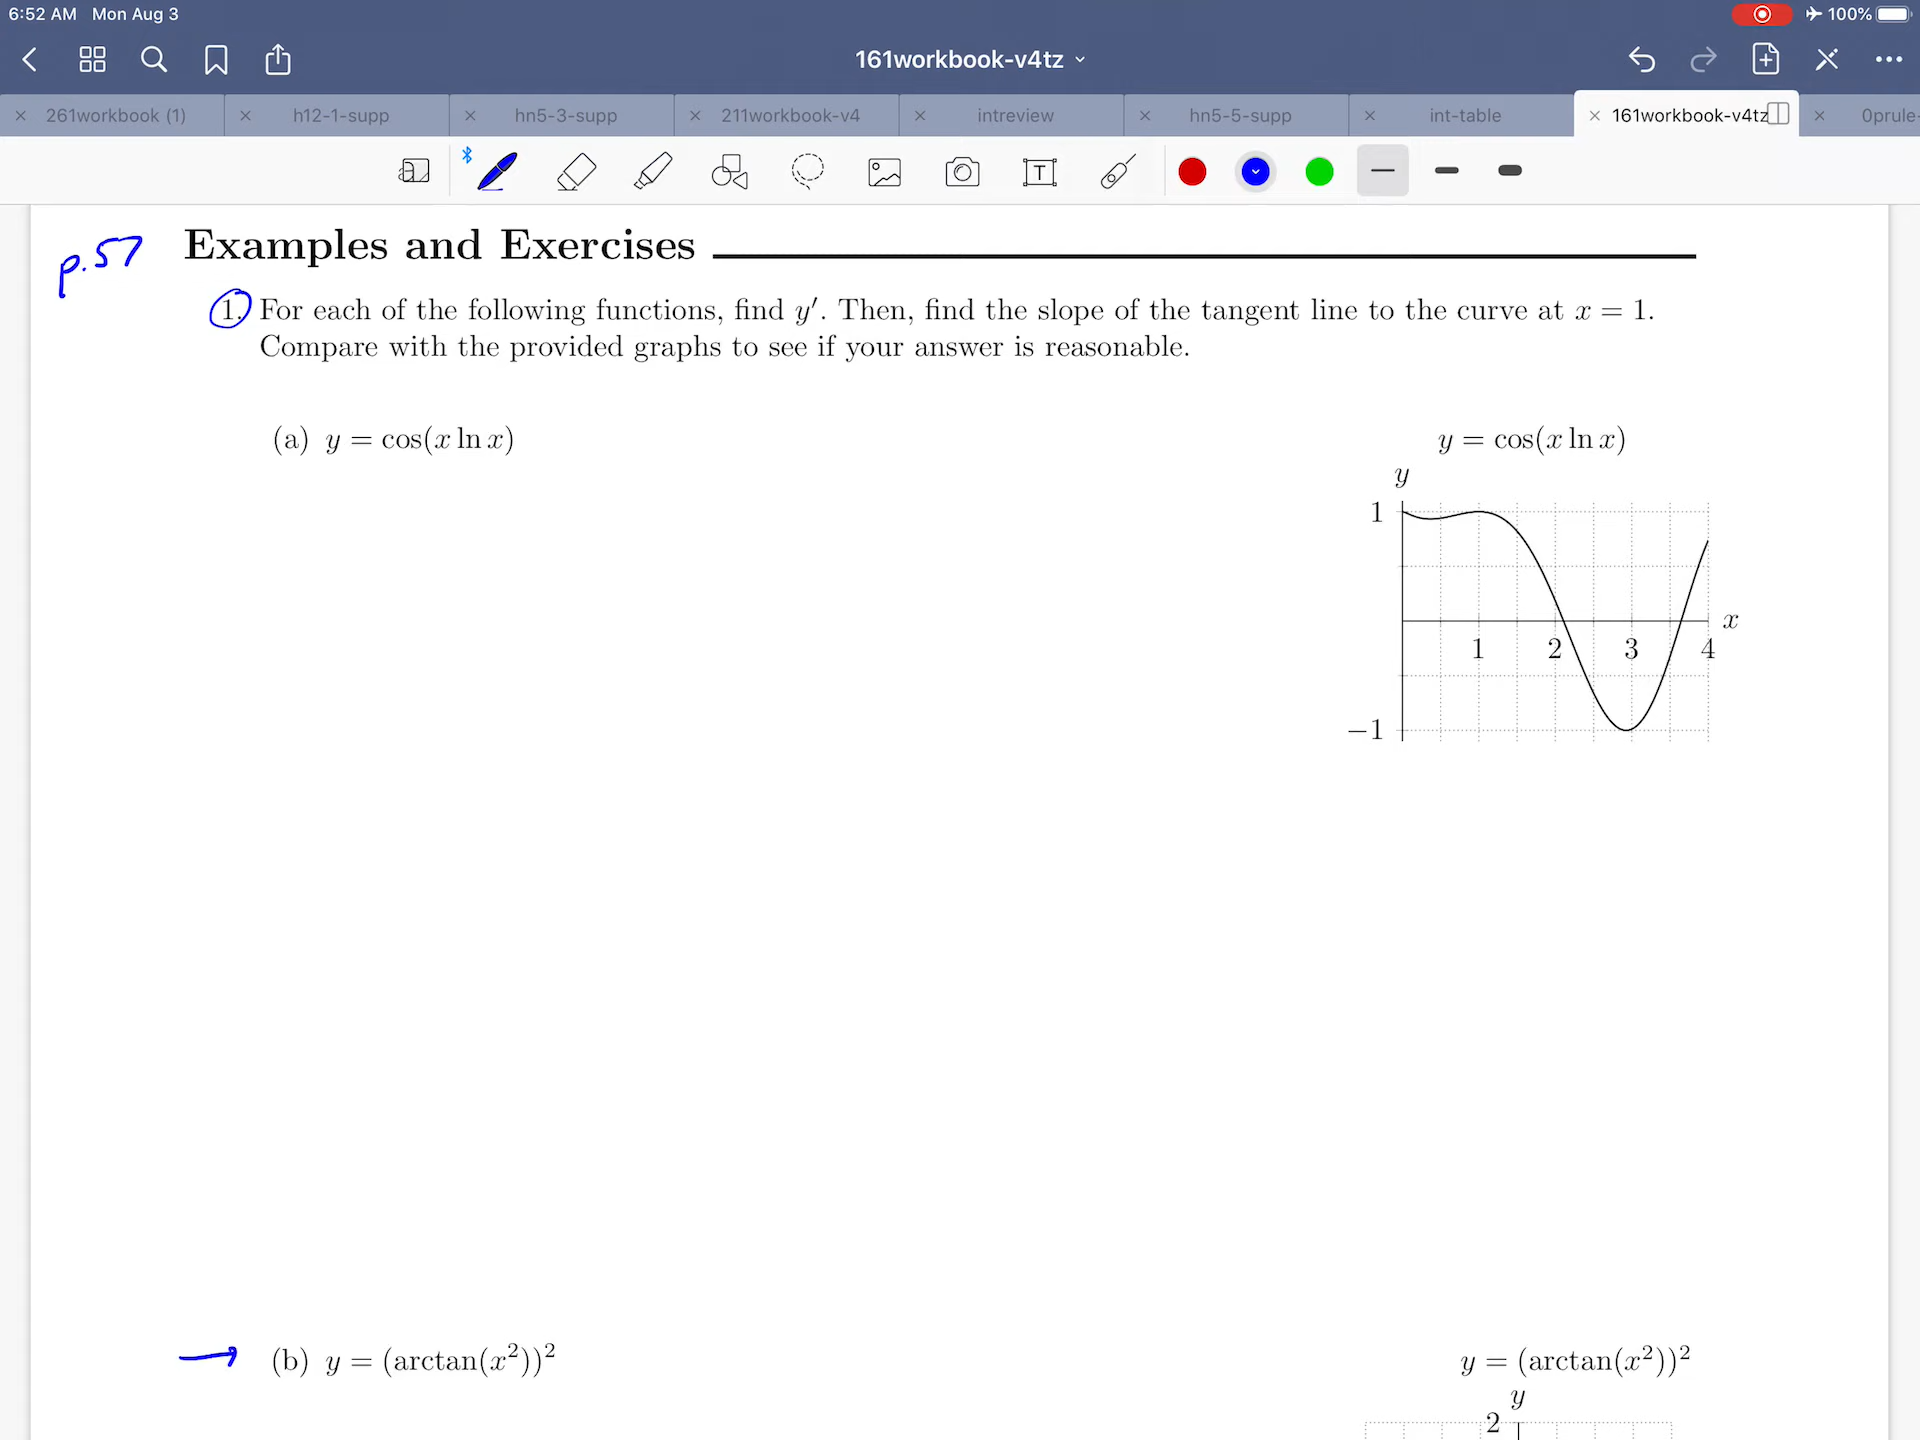 6:52 AM Mon Aug 3
100%
161workbook-v4tz
261workbook (1)
h12-1-supp
hn5-3-supp
211workbook-v4
intreview
hn5-5-supp
int-table
161workbook-v4tz
0prule-
p.57
Examples and Exercises
1. For each of the following functions, find y′. Then, find the slope of the tangent line to the curve at x = 1.
Compare with the provided graphs to see if your answer is reasonable.
(a) y = cos(x ln x)
y = cos(x ln x)
y
1
x
1 2 3 4
−1
(b) y = (arctan(x²))²
y = (arctan(x²))²
y
2